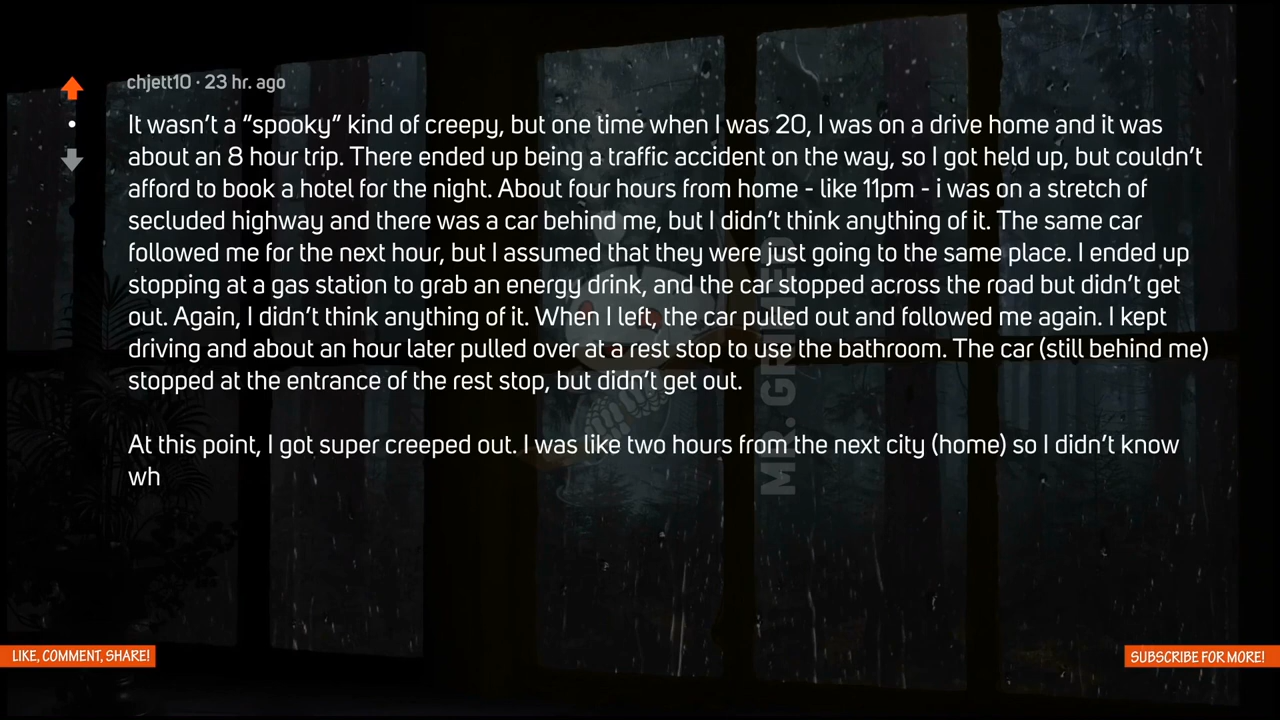 chjett10 · 23 hr. ago
It wasn't a “spooky” kind of creepy, but one time when I was 20, I was on a drive home and it was
about an 8 hour trip. There ended up being a traffic accident on the way, so I got held up, but couldn't
afford to book a hotel for the night. About four hours from home - like 11pm - i was on a stretch of
secluded highway and there was a car behind me, but I didn't think anything of it. The same car
followed me for the next hour, but I assumed that they were just going to the same place. I ended up
stopping at a gas station to grab an energy drink, and the car stopped across the road but didn't get
out. Again, I didn't think anything of it. When I left, the car pulled out and followed me again. I kept
driving and about an hour later pulled over at a rest stop to use the bathroom. The car (still behind me)
stopped at the entrance of the rest stop, but didn't get out.
At this point, I got super creeped out. I was like two hours from the next city (home) so I didn't know
wh
MR. GRIM
LIKE, COMMENT, SHARE!
SUBSCRIBE FOR MORE!